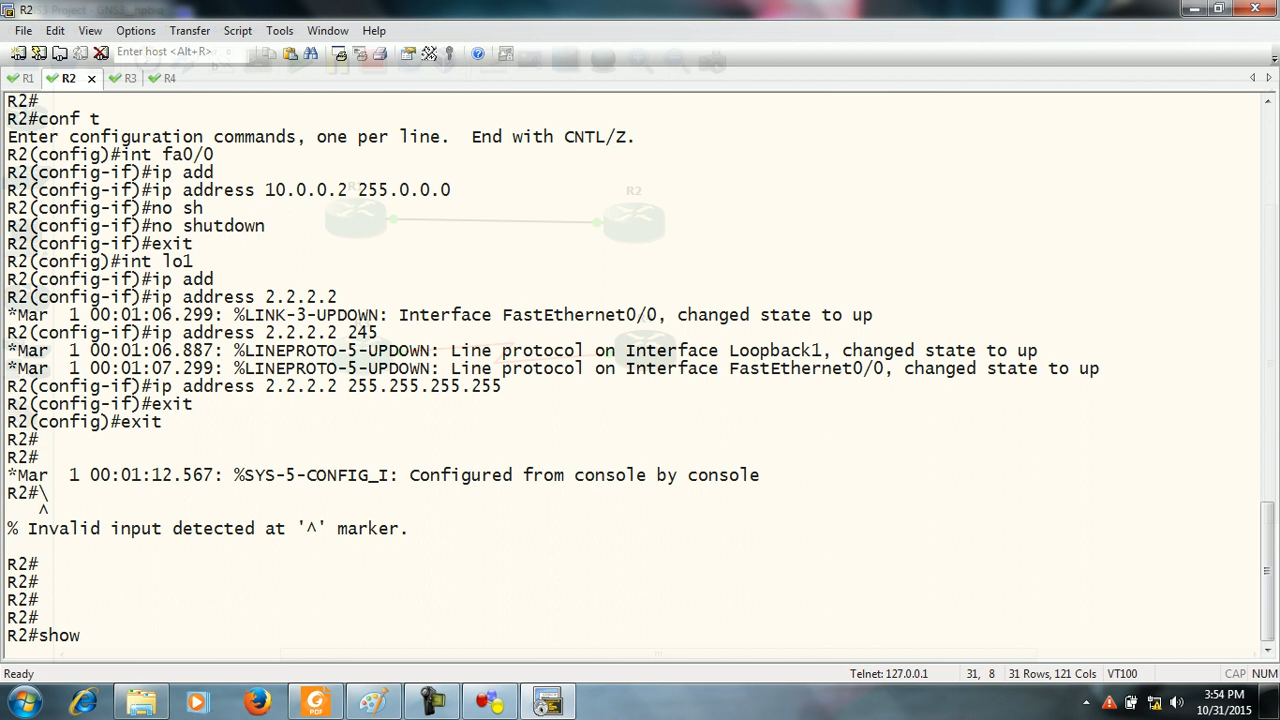 R2
File Edit View Options Transfer Script Tools Window Help
Enter host <Alt+R>
R1 R2 R3 R4
R2#
R2#conf t
Enter configuration commands, one per line.  End with CNTL/Z.
R2(config)#int fa0/0
R2(config-if)#ip add
R2(config-if)#ip address 10.0.0.2 255.0.0.0
R2(config-if)#no sh
R2(config-if)#no shutdown
R2(config-if)#exit
R2(config)#int lo1
R2(config-if)#ip add
R2(config-if)#ip address 2.2.2.2
*Mar  1 00:01:06.299: %LINK-3-UPDOWN: Interface FastEthernet0/0, changed state to up
R2(config-if)#ip address 2.2.2.2 245
*Mar  1 00:01:06.887: %LINEPROTO-5-UPDOWN: Line protocol on Interface Loopback1, changed state to up
*Mar  1 00:01:07.299: %LINEPROTO-5-UPDOWN: Line protocol on Interface FastEthernet0/0, changed state to up
R2(config-if)#ip address 2.2.2.2 255.255.255.255
R2(config-if)#exit
R2(config)#exit
R2#
R2#
*Mar  1 00:01:12.567: %SYS-5-CONFIG_I: Configured from console by console
R2#\
^
% Invalid input detected at '^' marker.
R2#
R2#
R2#
R2#
R2#show
R2
Ready Telnet: 127.0.0.1 31, 8 31 Rows, 121 Cols VT100 CAP NUM
PDF
3:54 PM
10/31/2015